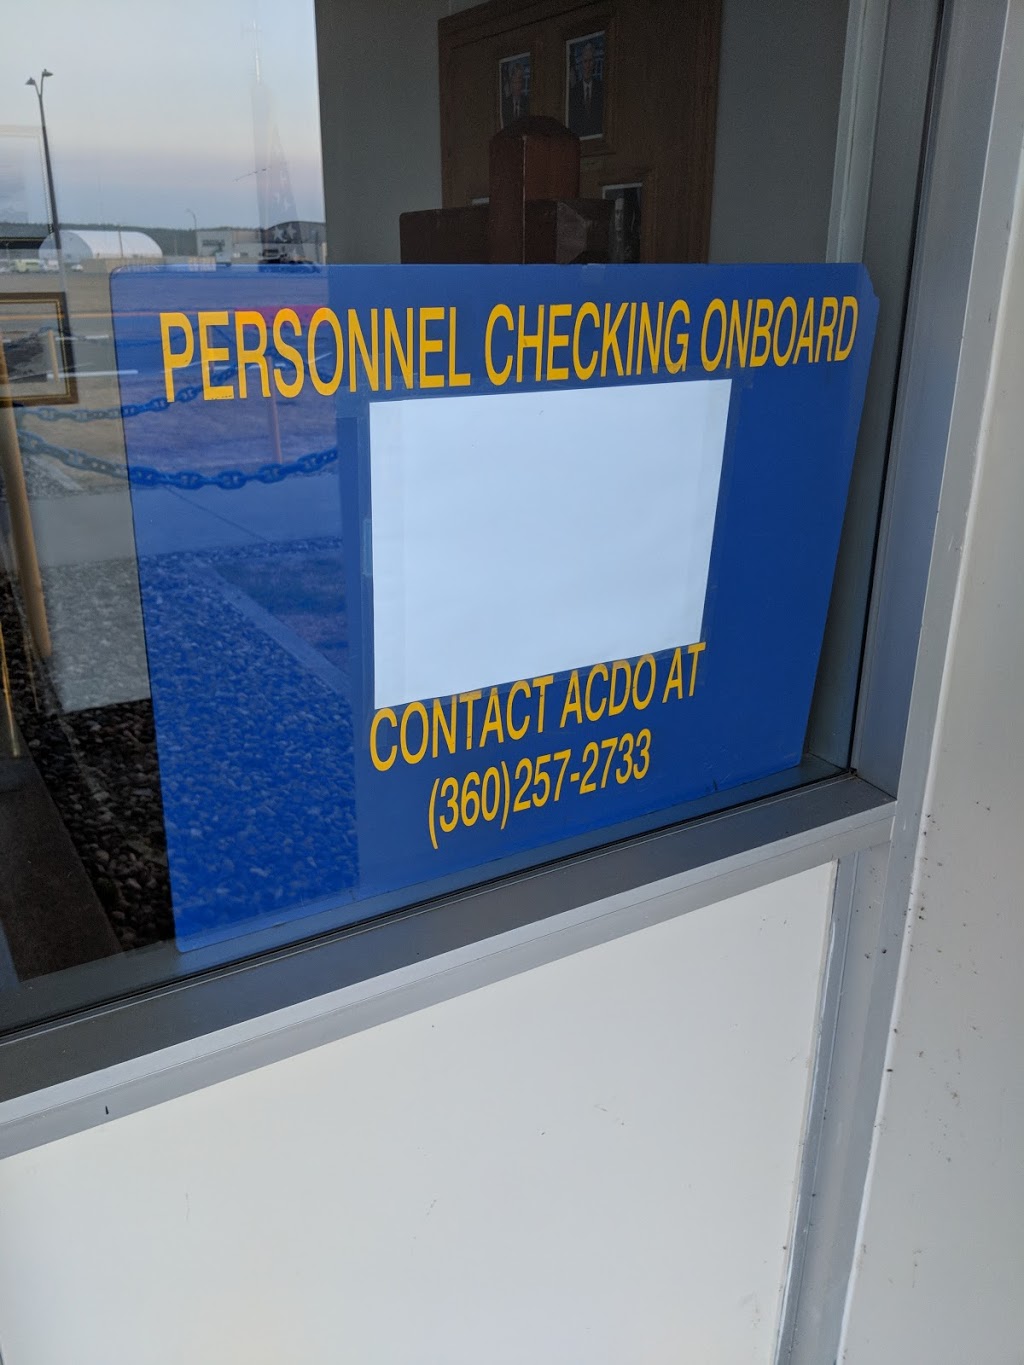 PERSONNEL CHECKING ONBOARD
CONTACT ACDO AT
(360)257-2733